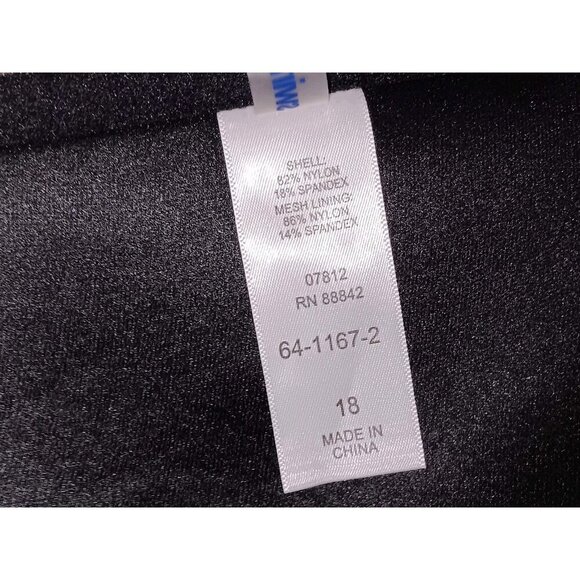 SHELL:
82% NYLON
18% SPANDEX
MESH LINING:
86% NYLON
14% SPANDEX
07812
RN 88842
64-1167-2
18
MADE IN
CHINA